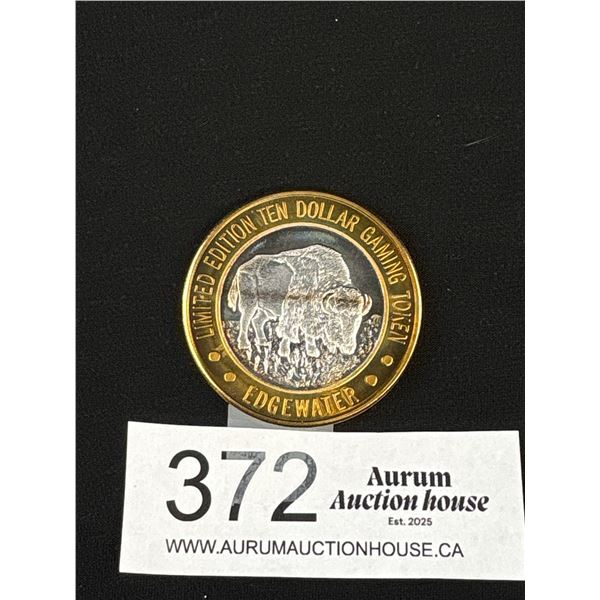 LIMITED EDITION TEN DOLLAR GAMING TOKEN
EDGEWATER
372
Aurum
Auction house
Est. 2025
WWW.AURUMAUCTIONHOUSE.CA